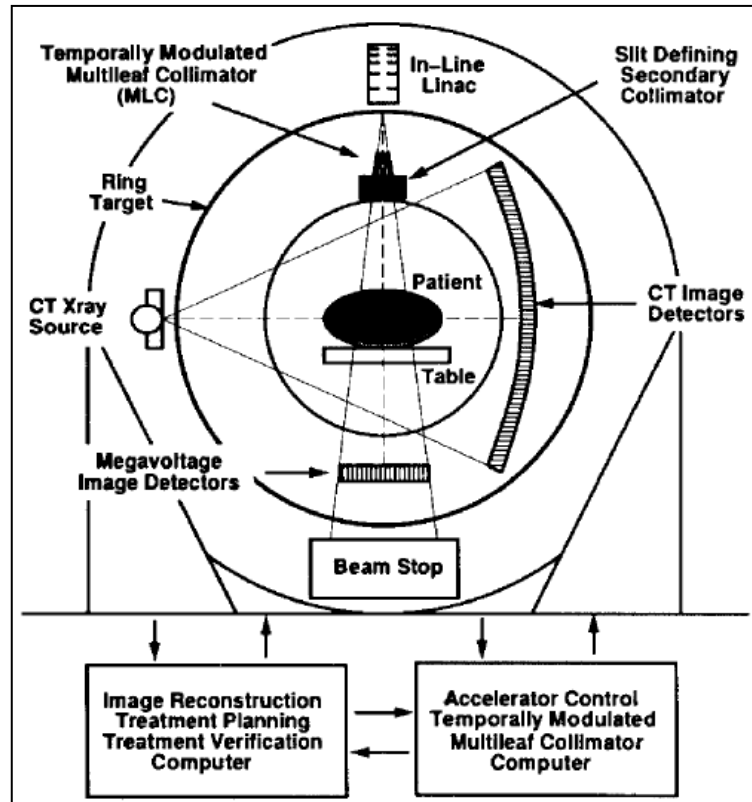 Temporally Modulated
Multileaf Collimator
(MLC)
In-Line
Linac
Slit Defining
Secondary
Collimator
Ring
Target
CT Xray
Source
Patient
CT Image
Detectors
Table
Megavoltage
Image Detectors
Beam Stop
Image Reconstruction
Treatment Planning
Treatment Verification
Computer
Accelerator Control
Temporally Modulated
Multileaf Collimator
Computer